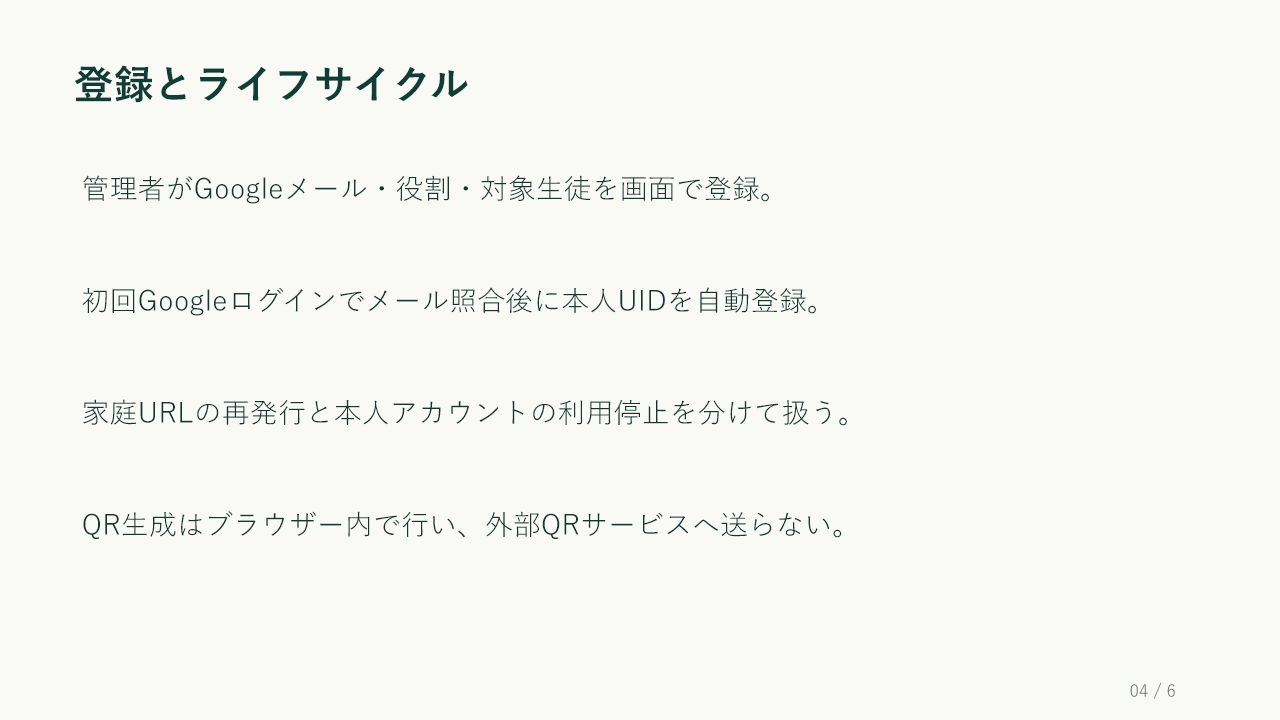 登録とライフサイクル
管理者がGoogleメール・役割・対象生徒を画面で登録。
初回Googleログインでメール照合後に本人UIDを自動登録。
家庭URLの再発行と本人アカウントの利用停止を分けて扱う。
QR生成はブラウザー内で行い、外部QRサービスへ送らない。
04 / 6